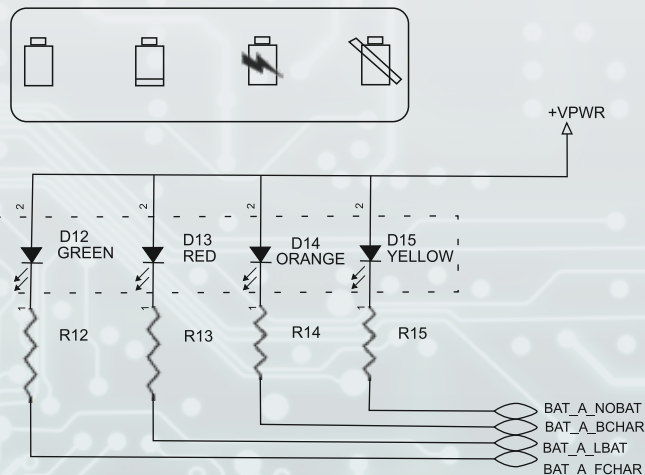 +VPWR
2 2 2 2
D12 GREEN
D13 RED
D14 ORANGE
D15 YELLOW
1 1 1 1
R12 R13 R14 R15
BAT_A_NOBAT
BAT_A_BCHAR
BAT_A_LBAT
BAT_A_FCHAR